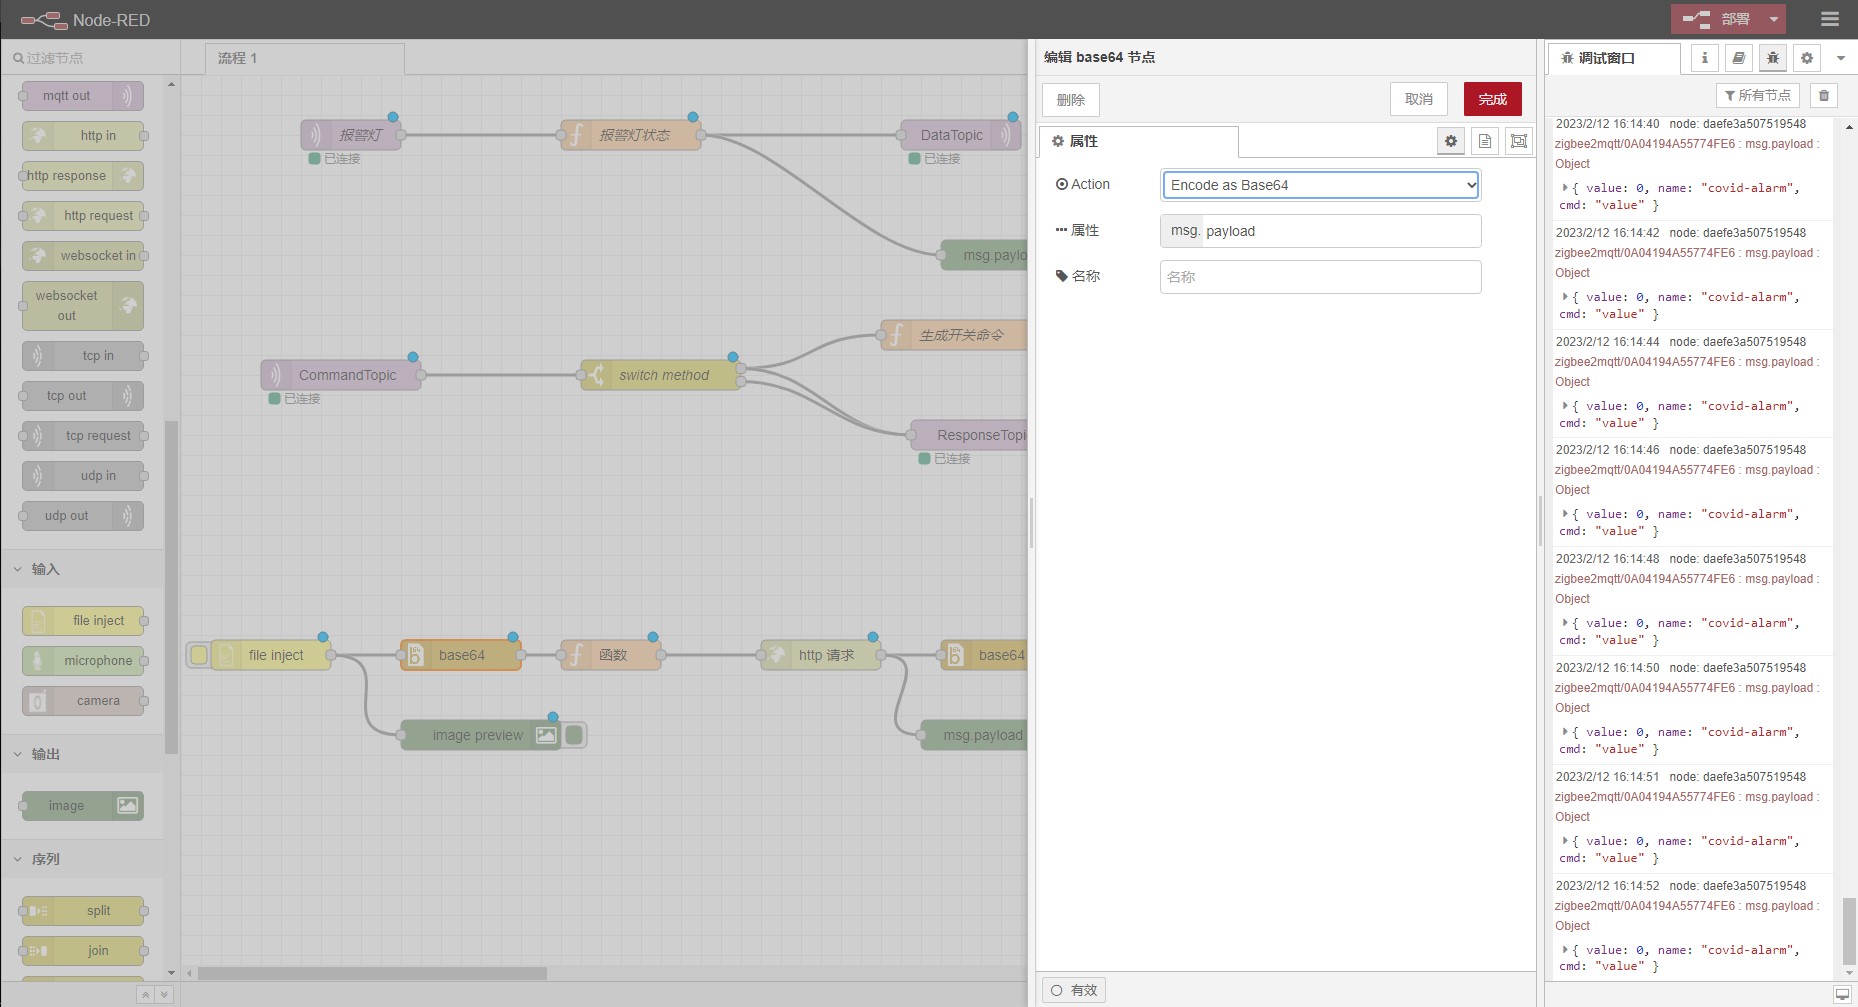 Node-RED
部署
过滤节点
流程 1
mqtt out
http in
http response
http request
websocket in
websocket
out
tcp in
tcp out
tcp request
udp in
udp out
输入
file inject
microphone
camera
输出
image
序列
split
join
报警灯
已连接
报警灯状态
DataTopic
已连接
msg.paylo
生成开关命令
CommandTopic
已连接
switch method
ResponseTopi
已连接
file inject
base64
函数
http 请求
base64
image preview
msg.payload
编辑 base64 节点
删除
取消
完成
属性
Action
Encode as Base64
属性
msg. payload
名称
名称
有效
调试窗口
所有节点
2023/2/12 16:14:40 node: daefe3a507519548
zigbee2mqtt/0A04194A55774FE6 : msg.payload :
Object
{ value: 0, name: "covid-alarm",
cmd: "value" }
2023/2/12 16:14:42 node: daefe3a507519548
zigbee2mqtt/0A04194A55774FE6 : msg.payload :
Object
{ value: 0, name: "covid-alarm",
cmd: "value" }
2023/2/12 16:14:44 node: daefe3a507519548
zigbee2mqtt/0A04194A55774FE6 : msg.payload :
Object
{ value: 0, name: "covid-alarm",
cmd: "value" }
2023/2/12 16:14:46 node: daefe3a507519548
zigbee2mqtt/0A04194A55774FE6 : msg.payload :
Object
{ value: 0, name: "covid-alarm",
cmd: "value" }
2023/2/12 16:14:48 node: daefe3a507519548
zigbee2mqtt/0A04194A55774FE6 : msg.payload :
Object
{ value: 0, name: "covid-alarm",
cmd: "value" }
2023/2/12 16:14:50 node: daefe3a507519548
zigbee2mqtt/0A04194A55774FE6 : msg.payload :
Object
{ value: 0, name: "covid-alarm",
cmd: "value" }
2023/2/12 16:14:51 node: daefe3a507519548
zigbee2mqtt/0A04194A55774FE6 : msg.payload :
Object
{ value: 0, name: "covid-alarm",
cmd: "value" }
2023/2/12 16:14:52 node: daefe3a507519548
zigbee2mqtt/0A04194A55774FE6 : msg.payload :
Object
{ value: 0, name: "covid-alarm",
cmd: "value" }